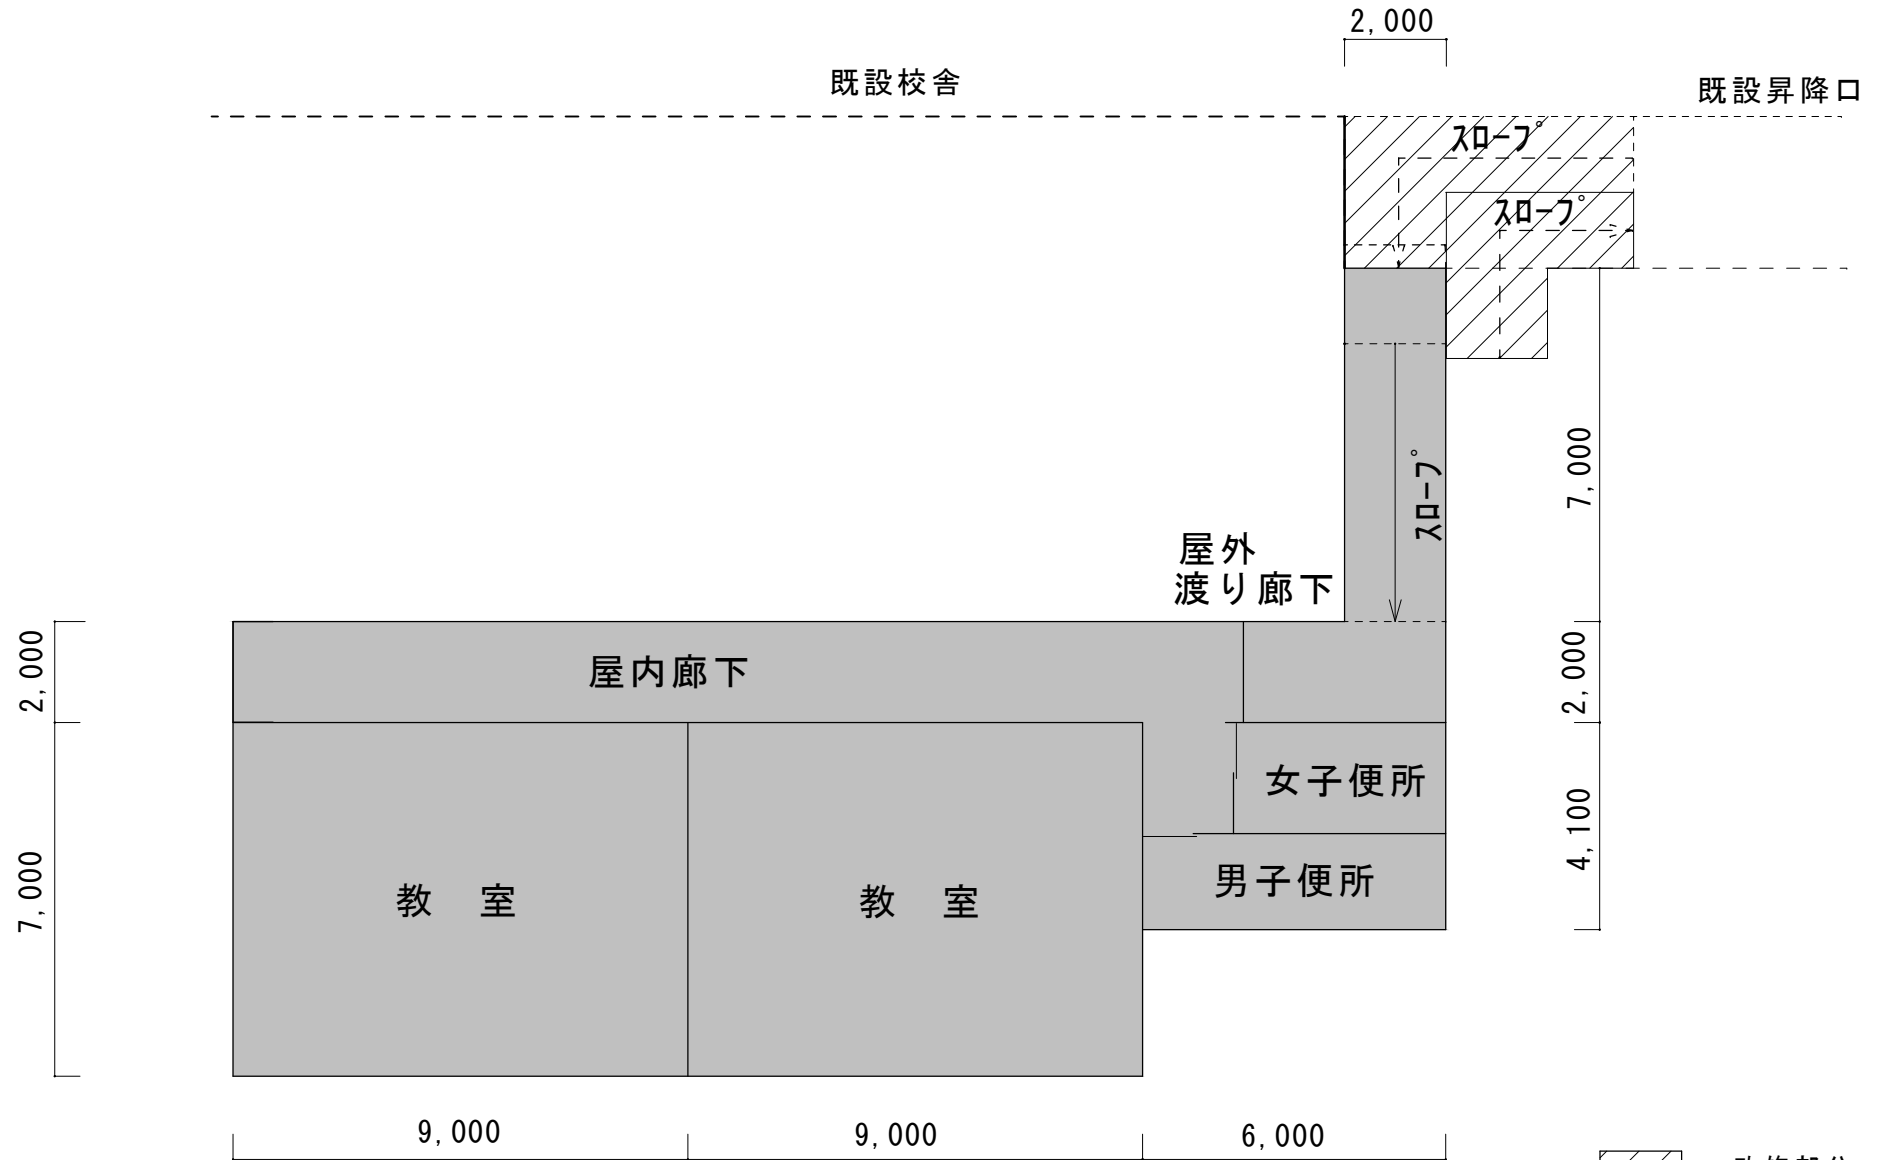 2,000
既設校舎
既設昇降口
ｽﾛｰﾌﾟ
ｽﾛｰﾌﾟ
ｽﾛｰﾌﾟ
7,000
屋外
渡り廊下
2,000
屋内廊下
2,000
女子便所
4,100
男子便所
7,000
教　室
教　室
9,000
9,000
6,000